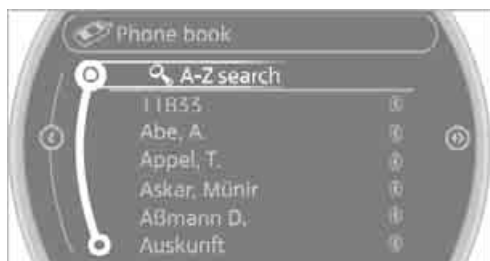 Phone book
A-Z search
11833
Abe, A.
Appel, T.
Askar, Münir
Aßmann D.
Auskunft